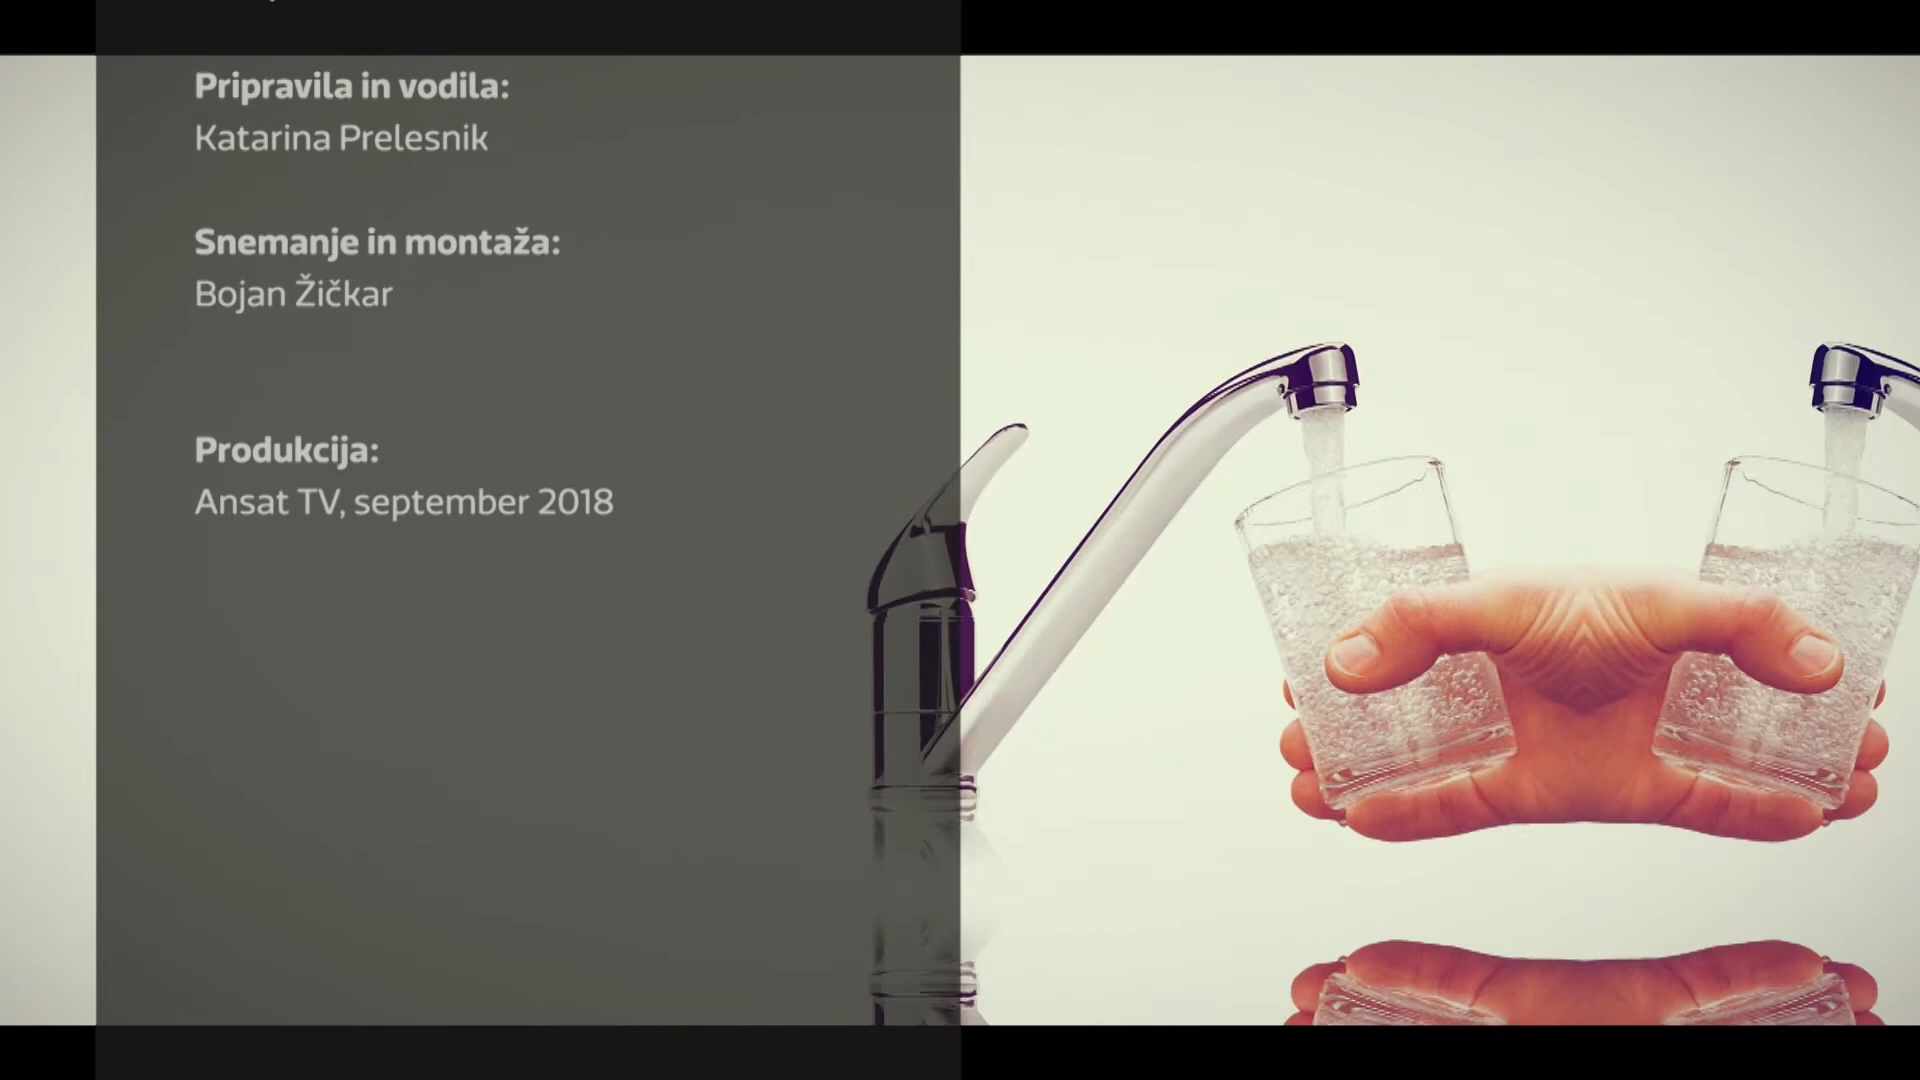 Pripravila in vodila:
Katarina Prelesnik
Snemanje in montaža:
Bojan Žičkar
Produkcija:
Ansat TV, september 2018